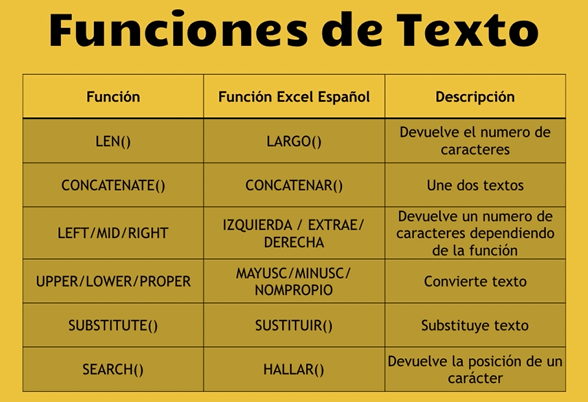 Funciones de Texto
Función
Función Excel Español
Descripción
LEN()
LARGO()
Devuelve el numero de
caracteres
CONCATENATE()
CONCATENAR()
Une dos textos
LEFT/MID/RIGHT
IZQUIERDA / EXTRAE/
DERECHA
Devuelve un numero de
caracteres dependiendo
de la función
UPPER/LOWER/PROPER
MAYUSC/MINUSC/
NOMPROPIO
Convierte texto
SUBSTITUTE()
SUSTITUIR()
Substituye texto
SEARCH()
HALLAR()
Devuelve la posición de un
carácter